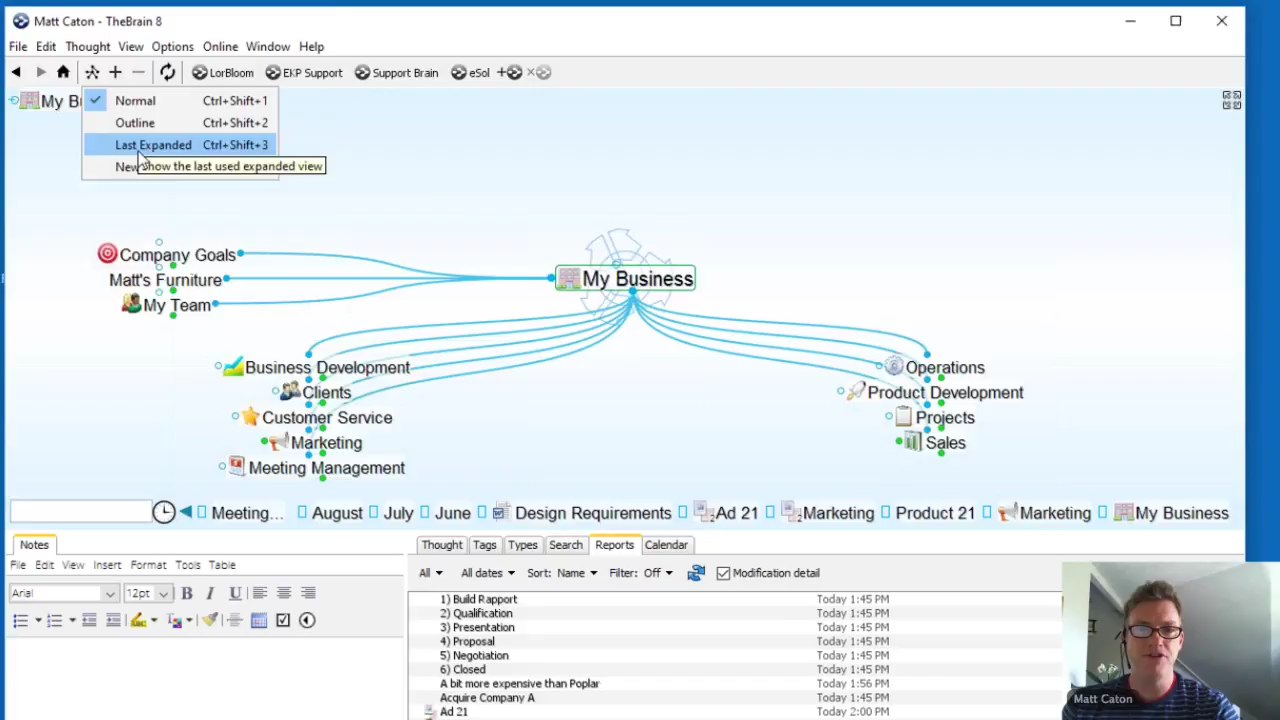 Matt Caton - TheBrain 8
File Edit Thought View Options Online Window Help
LorBloom EKP Support Support Brain eSol
My B
Normal Ctrl+Shift+1
Outline Ctrl+Shift+2
Last Expanded Ctrl+Shift+3
New
how the last used expanded view
Company Goals
Matt's Furniture
My Team
My Business
Business Development
Clients
Customer Service
Marketing
Meeting Management
Operations
Product Development
Projects
Sales
Meeting... August July June Design Requirements Ad 21 Marketing Product 21 Marketing My Business
Notes
File Edit View Insert Format Tools Table
Arial 12pt B I U
Thought Tags Types Search Reports Calendar
All All dates Sort: Name Filter: Off Modification detail
1) Build Rapport Today 1:45 PM
2) Qualification Today 1:45 PM
3) Presentation Today 1:45 PM
4) Proposal Today 1:45 PM
5) Negotiation Today 1:45 PM
6) Closed Today 1:45 PM
A bit more expensive than Poplar Today 1:56 PM
Acquire Company A Today 1:45 PM
Ad 21 Today 2:00 PM
Matt Caton